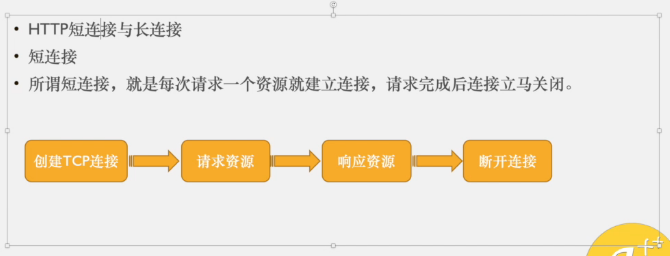 • HTTP短连接与长连接
• 短连接
• 所谓短连接，就是每次请求一个资源就建立连接，请求完成后连接立马关闭。
创建TCP连接
请求资源
响应资源
断开连接